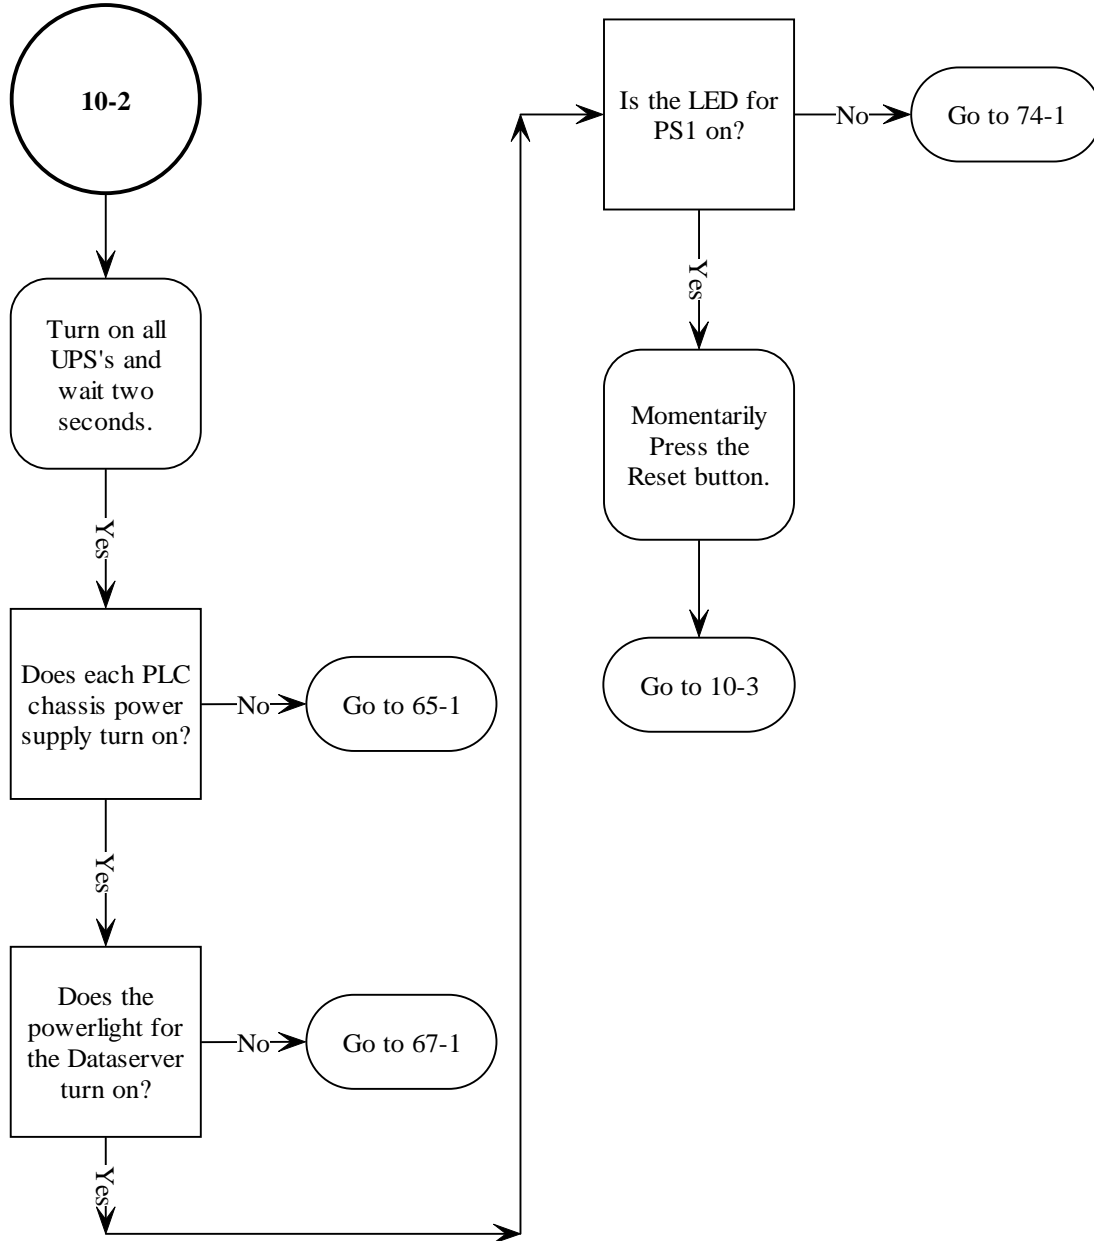 10-2
Turn on all
UPS's and
wait two
seconds.
Yes
Does each PLC
chassis power
supply turn on?
No
Go to 65-1
Yes
Does the
powerlight for
the Dataserver
turn on?
No
Go to 67-1
Yes
Is the LED for
PS1 on?
No
Go to 74-1
Yes
Momentarily
Press the
Reset button.
Go to 10-3